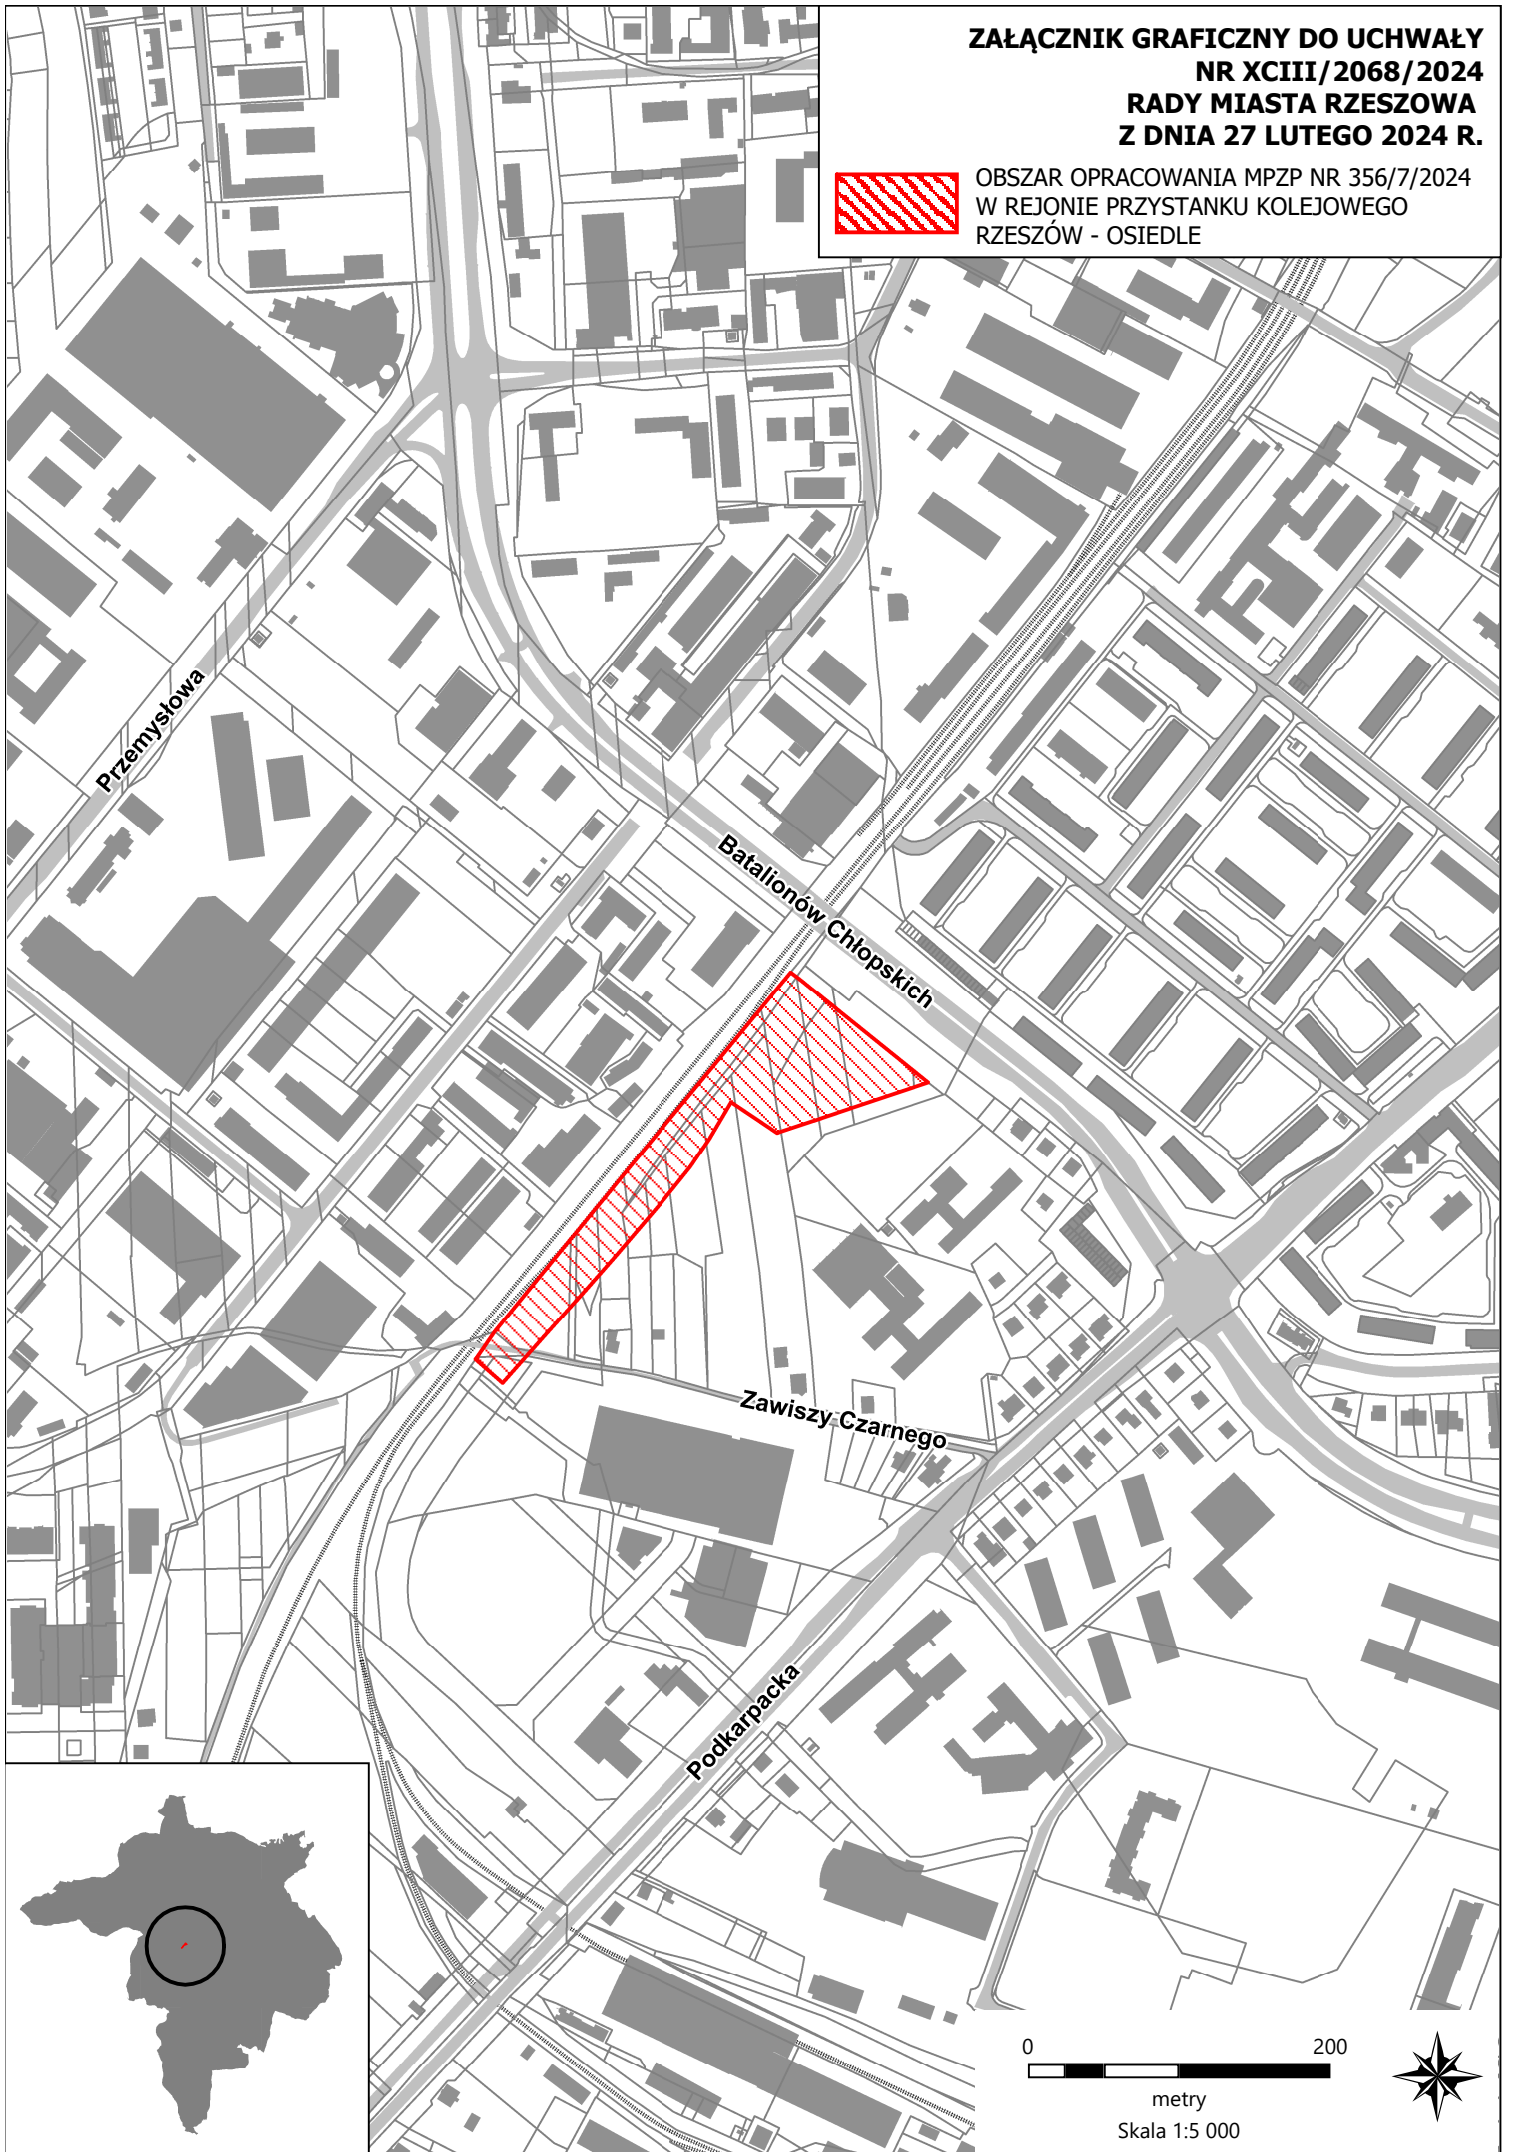 ZAŁĄCZNIK GRAFICZNY DO UCHWAŁY
NR XCIII/2068/2024
RADY MIASTA RZESZOWA
Z DNIA 27 LUTEGO 2024 R.
OBSZAR OPRACOWANIA MPZP NR 356/7/2024
W REJONIE PRZYSTANKU KOLEJOWEGO
RZESZÓW - OSIEDLE
Przemysłowa
Batalionów Chłopskich
Zawiszy Czarnego
Podkarpacka
0 200
metry
Skala 1:5 000